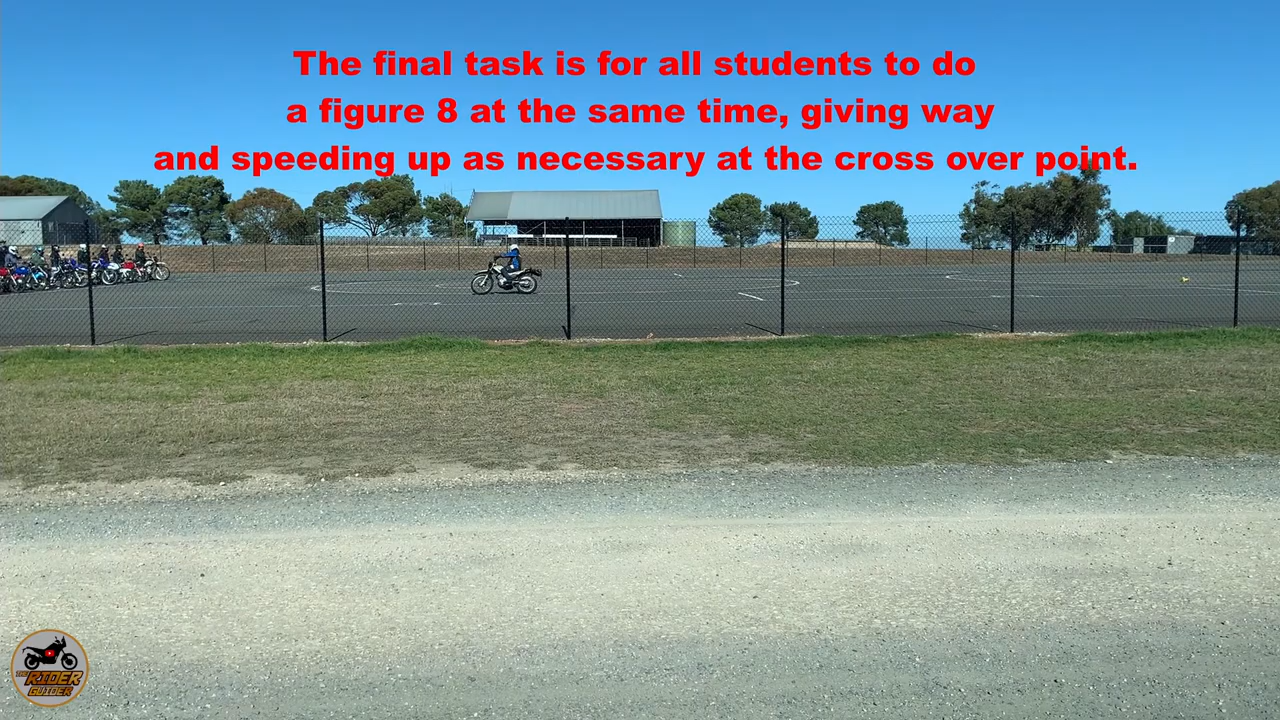 The final task is for all students to do
a figure 8 at the same time, giving way
and speeding up as necessary at the cross over point.
THE
RIDER
GUIDER